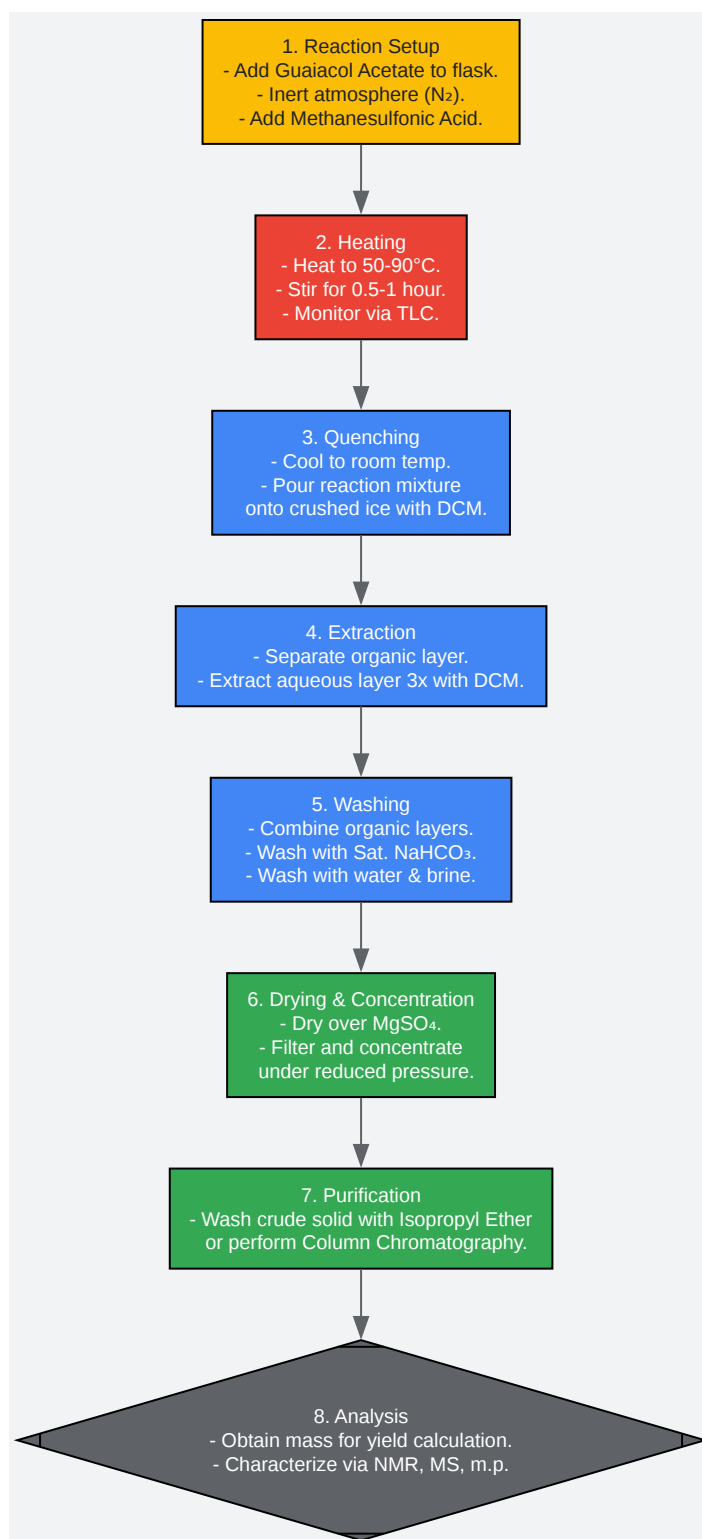 1. Reaction Setup
- Add Guaiacol Acetate to flask.
- Inert atmosphere (N₂).
- Add Methanesulfonic Acid.
2. Heating
- Heat to 50-90°C.
- Stir for 0.5-1 hour.
- Monitor via TLC.
3. Quenching
- Cool to room temp.
- Pour reaction mixture
onto crushed ice with DCM.
4. Extraction
- Separate organic layer.
- Extract aqueous layer 3x with DCM.
5. Washing
- Combine organic layers.
- Wash with Sat. NaHCO₃.
- Wash with water & brine.
6. Drying & Concentration
- Dry over MgSO₄.
- Filter and concentrate
under reduced pressure.
7. Purification
- Wash crude solid with Isopropyl Ether
or perform Column Chromatography.
8. Analysis
- Obtain mass for yield calculation.
- Characterize via NMR, MS, m.p.